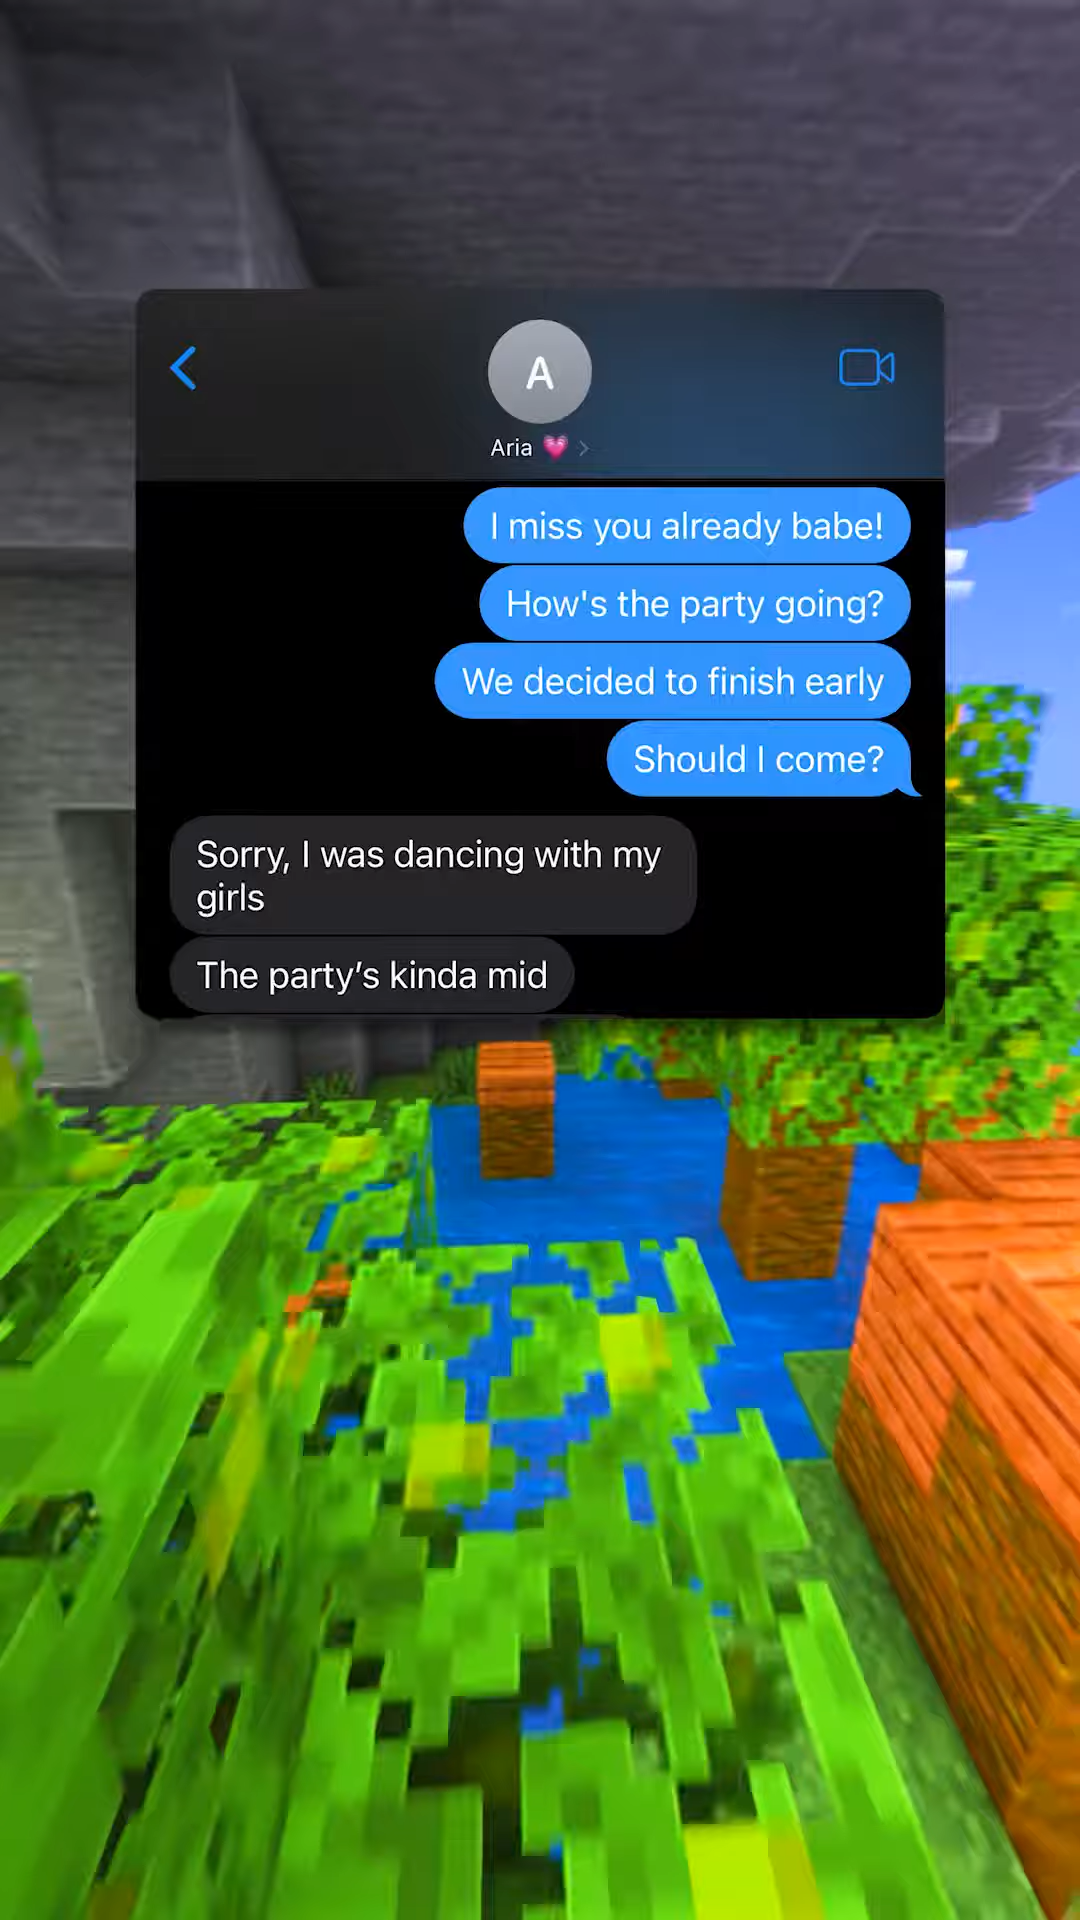 A
Aria 💗 >
I miss you already babe!
How's the party going?
We decided to finish early
Should I come?
Sorry, I was dancing with my
girls
The party’s kinda mid